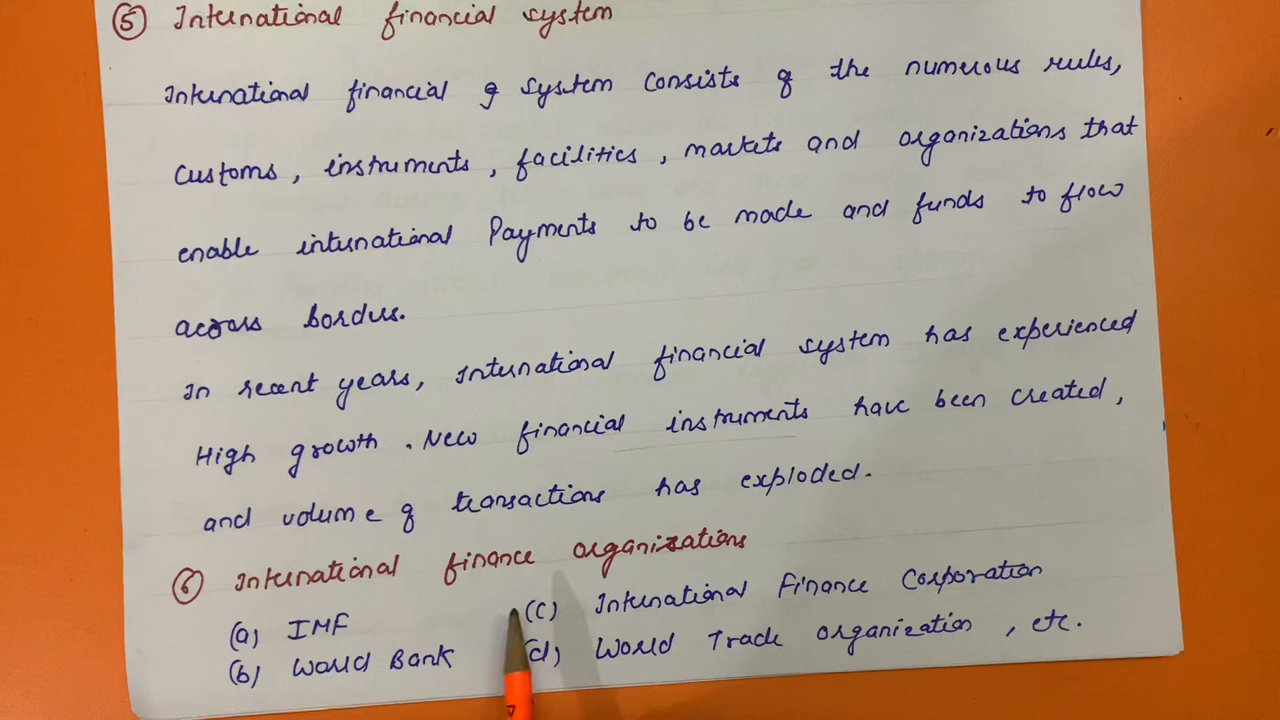 ⑤ International financial system
International financial of system consists of the numerous rules,
customs, instruments, facilities, markets and organizations that
enable international Payments to be made and funds to flow
across borders.
In recent years, International financial system has experienced
High growth. New financial instruments have been created,
and volume of transactions has exploded.
⑥ International finance organizations
(a) IMF
(b) World Bank
(c) International Finance Corporation
(d) World Trade organization, etc.